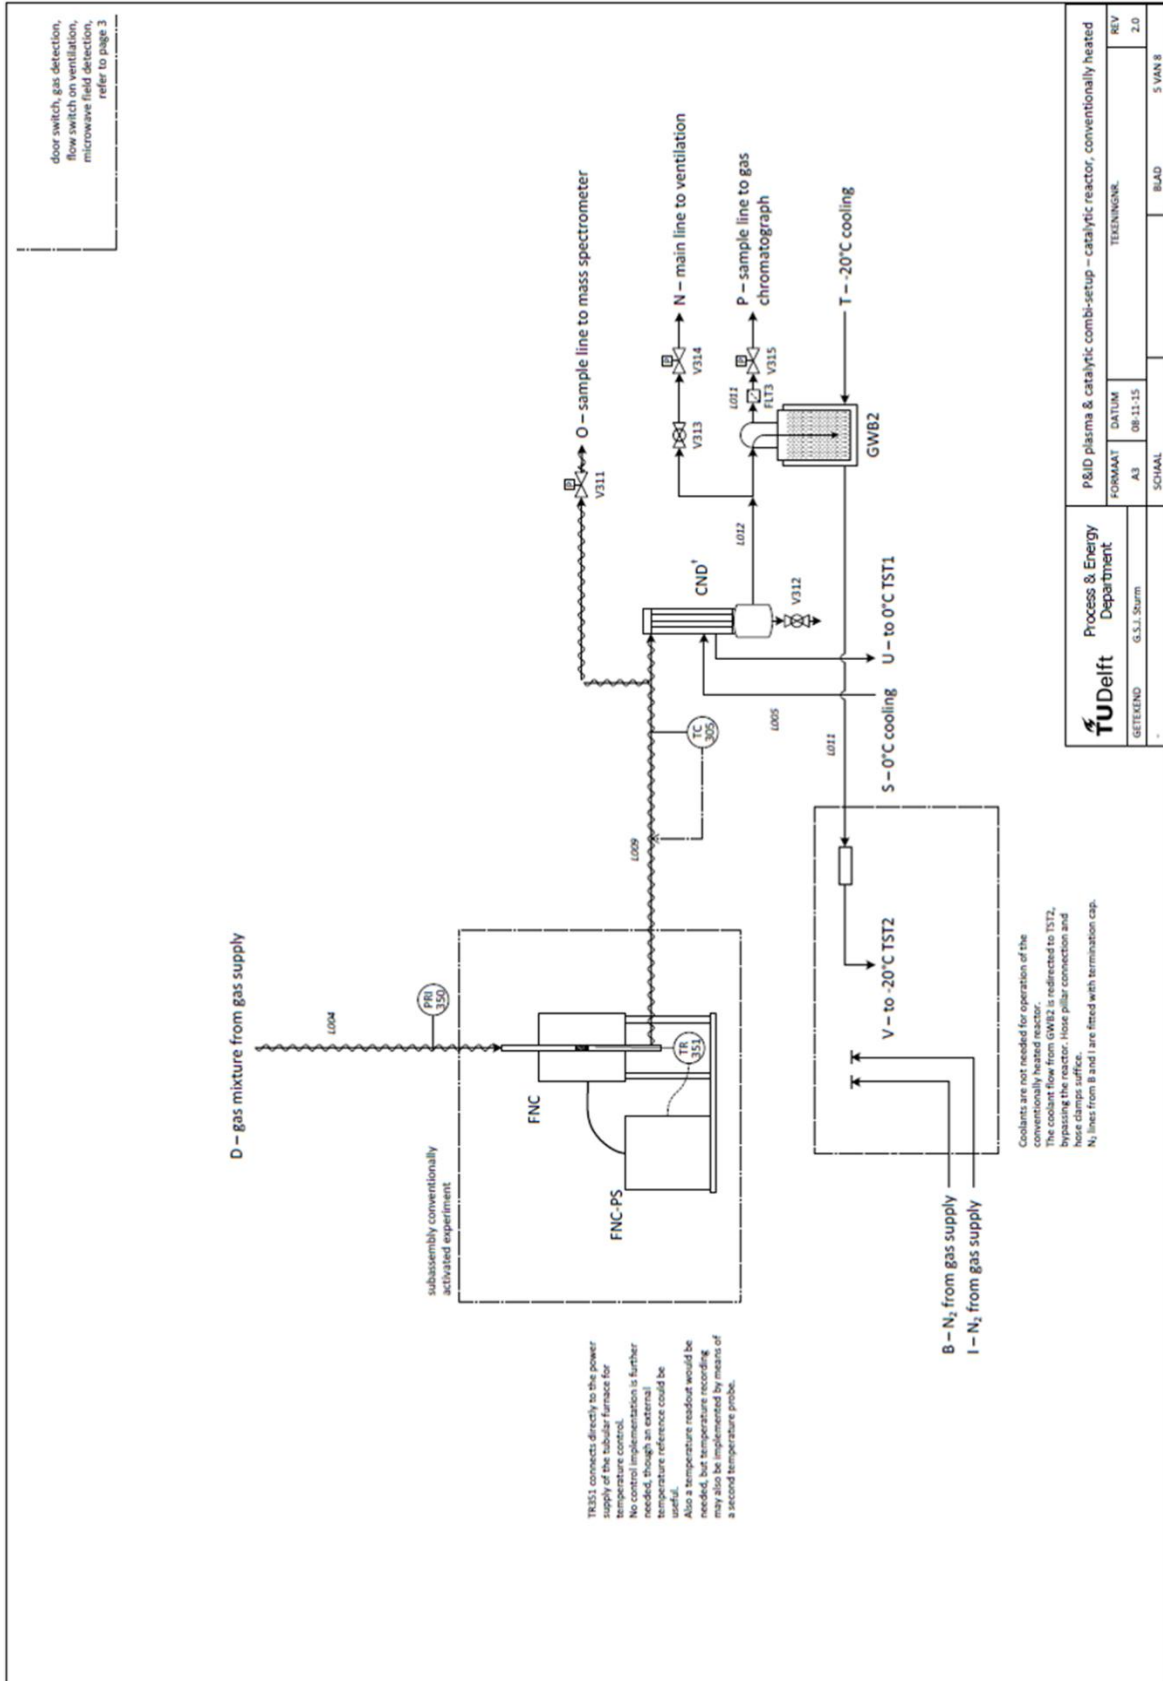 door switch, gas detection,
flow switch on ventilation,
microwave field detection,
refer to page 3
D – gas mixture from gas supply
L004
PRI
350
subassembly conventionally
activated experiment
FNC
FNC-PS
TR
351
TR351 connects directly to the power
supply of the tubular furnace for
temperature control.
No control implementation is further
needed, though an external
temperature reference could be
useful.
Also a temperature readout would be
needed, but temperature recording
may also be implemented by means of
a second temperature probe.
L009
TC
305
O – sample line to mass spectrometer
P
V311
CND†
V312
L012
N – main line to ventilation
P
V314
V313
P – sample line to gas
chromatograph
L011
P
V315
FLT3
T – -20°C cooling
GWB2
L005
S – 0°C cooling
U – to 0°C TST1
L011
V – to -20°C TST2
B – N₂ from gas supply
I – N₂ from gas supply
Coolants are not needed for operation of the
conventionally heated reactor.
The coolant flow from GWB2 is redirected to TST2,
bypassing the reactor. Hose pillar connection and
hose clamps suffice.
N₂ lines from B and I are fitted with termination cap.
TUDelft
Process & Energy
Department
P&ID plasma & catalytic combi-setup – catalytic reactor, conventionally heated
FORMAAT
DATUM
TEKENINGNR.
REV
GETEKEND
G.S.J. Sturm
A3
08-11-15
2.0
-
SCHAAL
BLAD
5 VAN 8